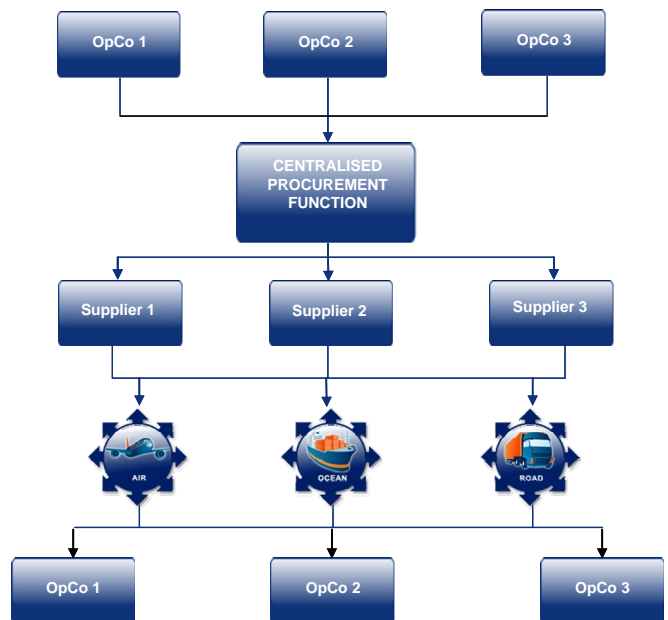 OpCo 1
OpCo 2
OpCo 3
CENTRALISED
PROCUREMENT
FUNCTION
Supplier 1
Supplier 2
Supplier 3
AIR
OCEAN
ROAD
OpCo 1
OpCo 2
OpCo 3